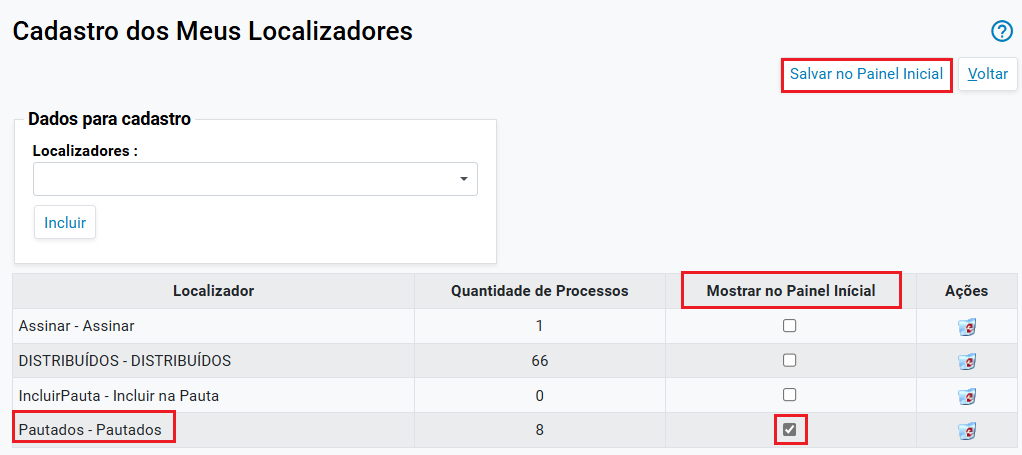 Cadastro dos Meus Localizadores
?
Salvar no Painel Inicial
Voltar
Dados para cadastro
Localizadores :
Incluir
Localizador Quantidade de Processos Mostrar no Painel Inícial Ações
Assinar - Assinar 1
DISTRIBUÍDOS - DISTRIBUÍDOS 66
IncluirPauta - Incluir na Pauta 0
Pautados - Pautados 8